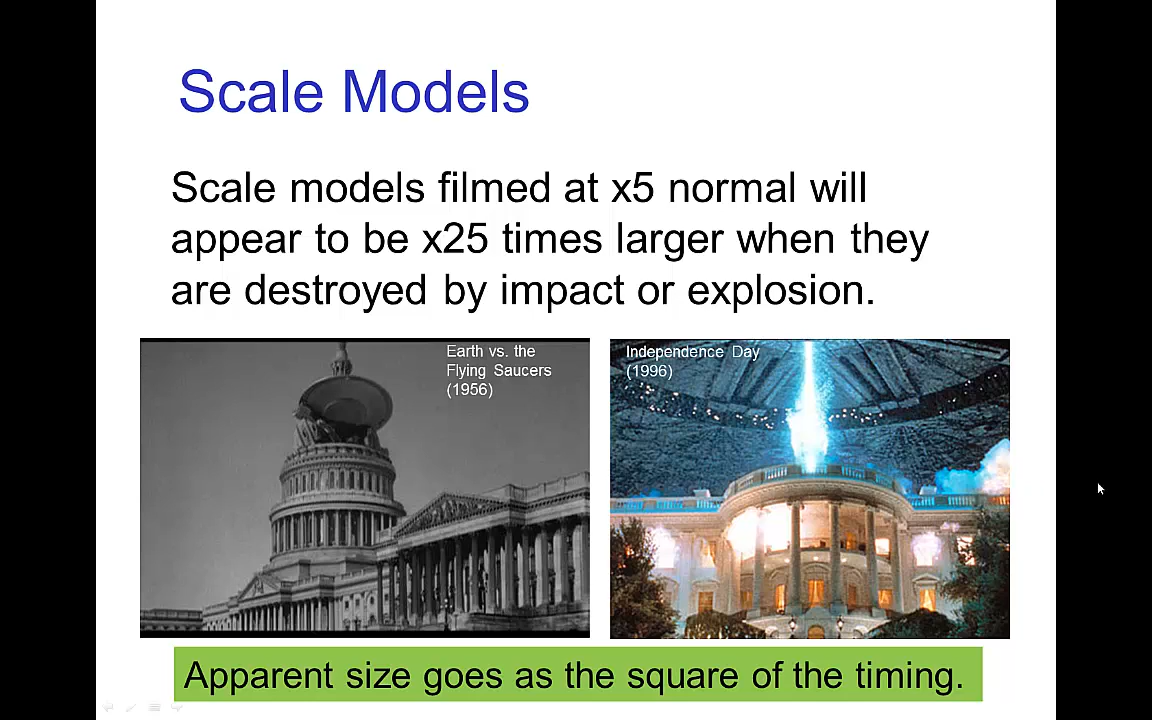 Scale Models
Scale models filmed at x5 normal will
appear to be x25 times larger when they
are destroyed by impact or explosion.
Earth vs. the
Flying Saucers
(1956)
Independence Day
(1996)
Apparent size goes as the square of the timing.